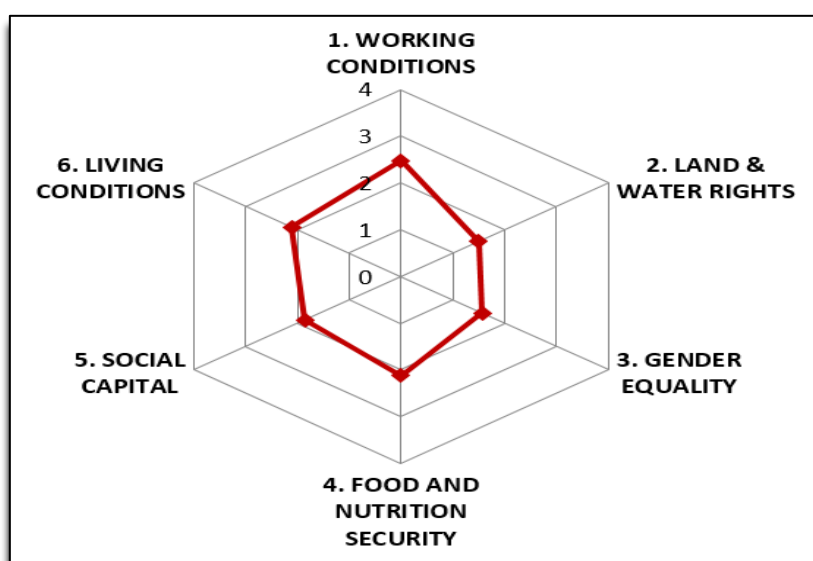 1. WORKING
CONDITIONS
4
3
2
1
0
2. LAND &
WATER RIGHTS
3. GENDER
EQUALITY
4. FOOD AND
NUTRITION
SECURITY
5. SOCIAL
CAPITAL
6. LIVING
CONDITIONS